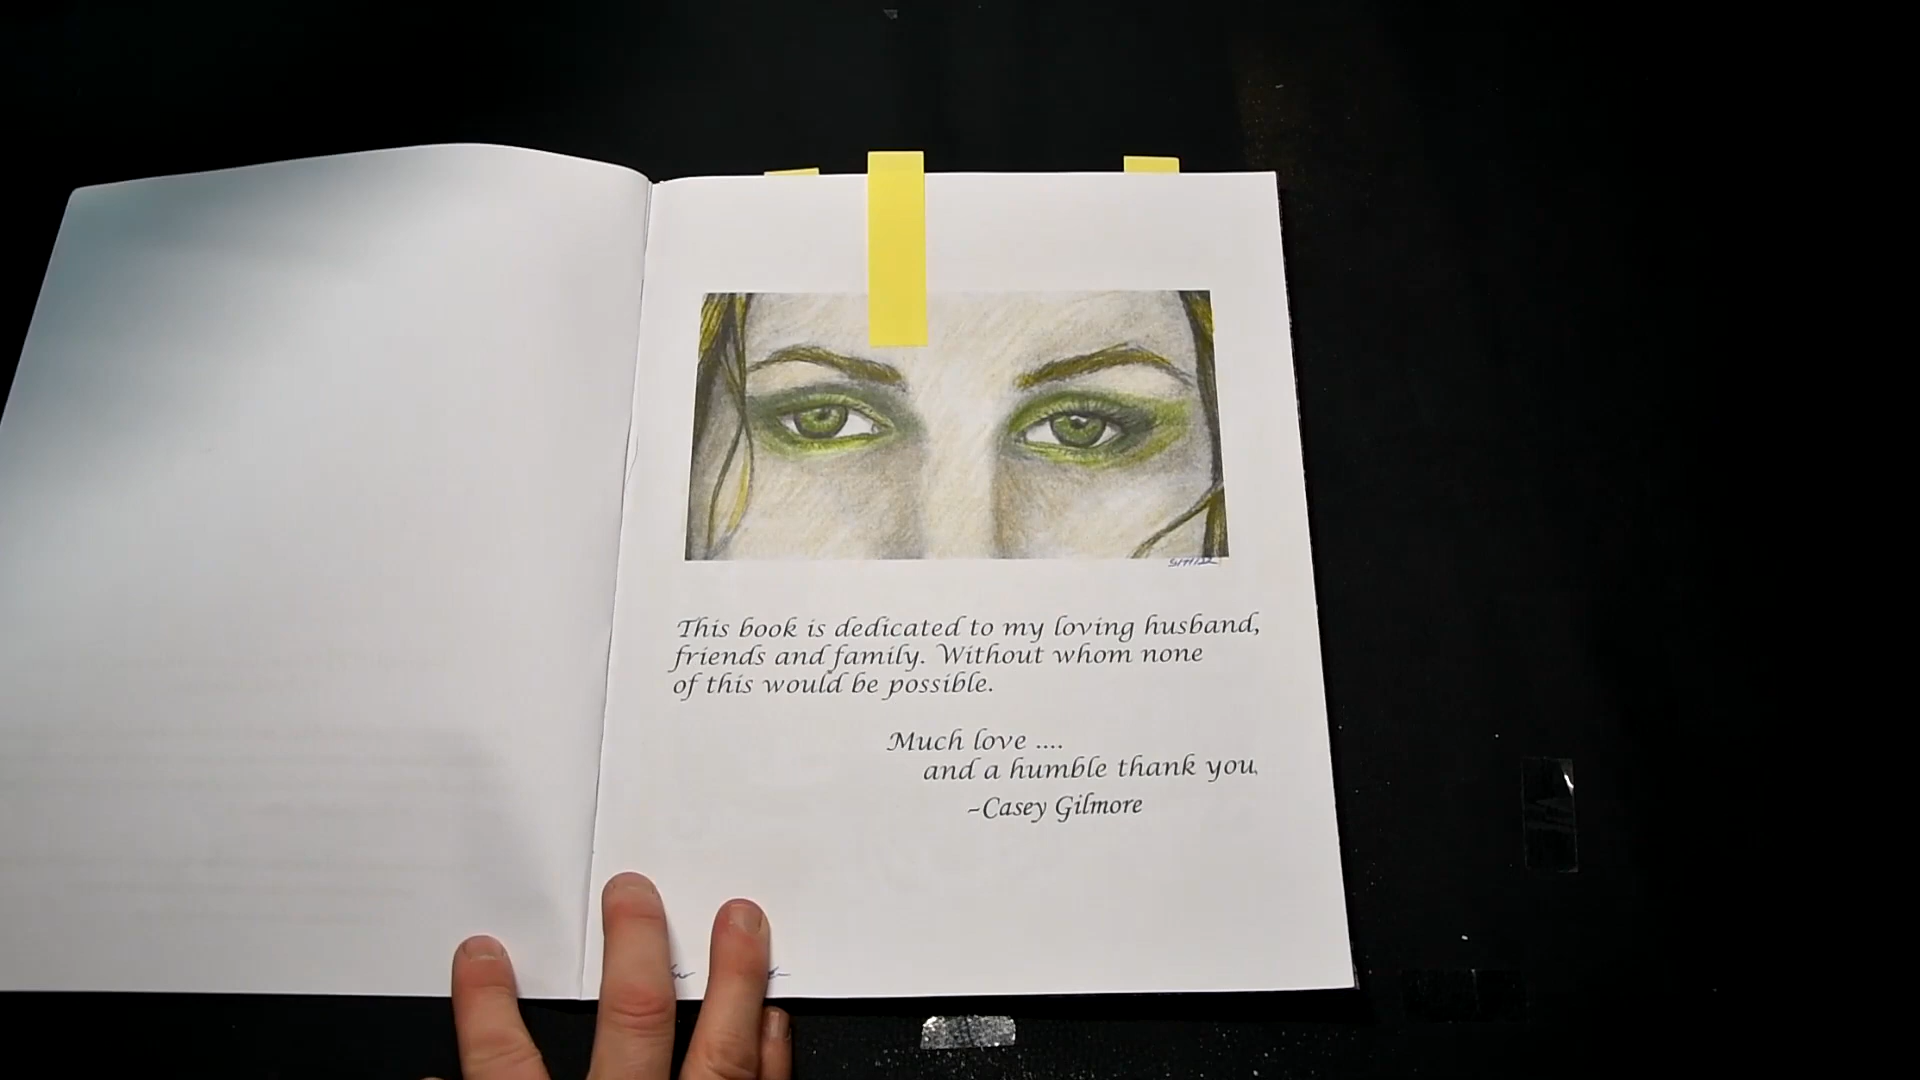 This book is dedicated to my loving husband,
friends and family. Without whom none
of this would be possible.
Much love ....
and a humble thank you,
~Casey Gilmore